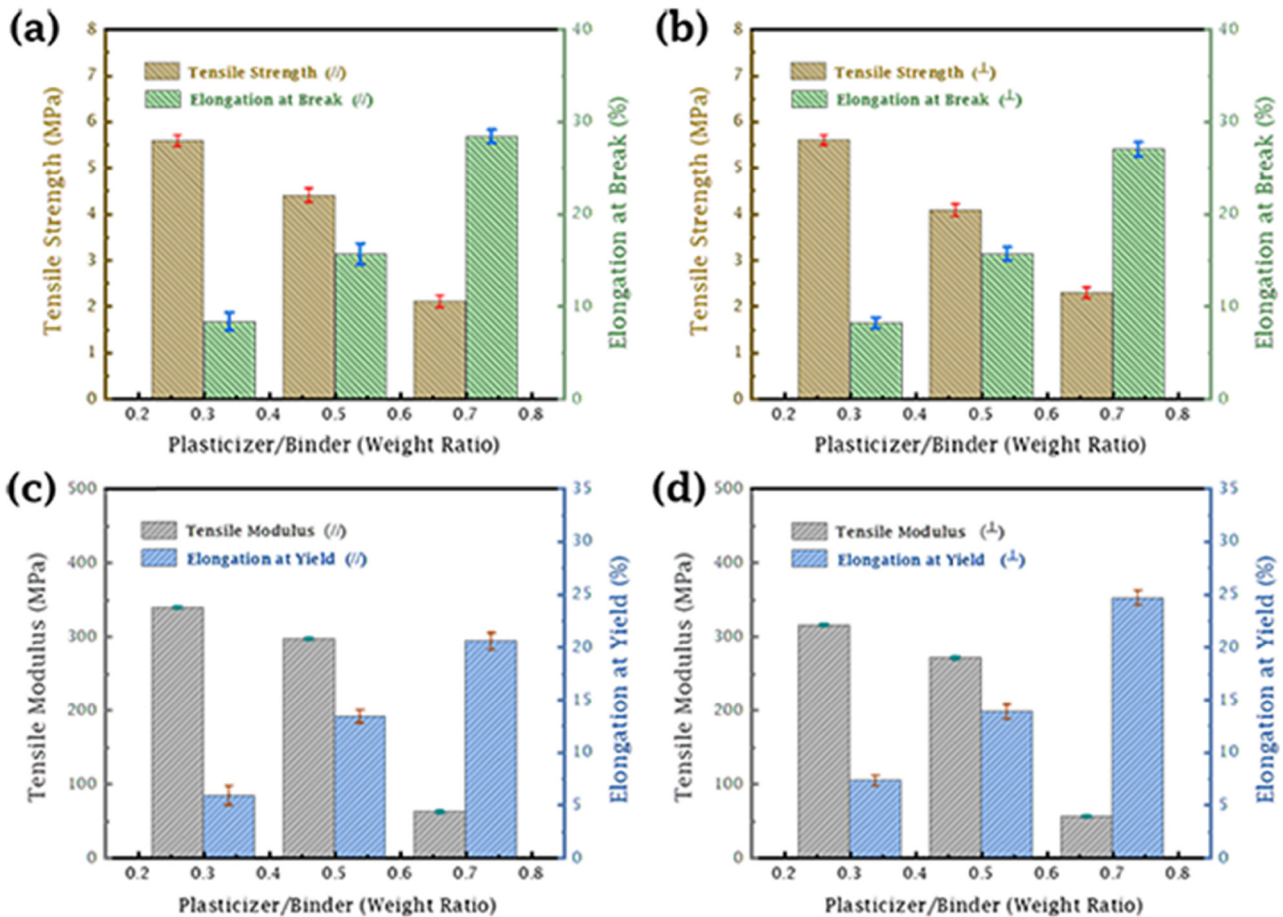 (a)
8
7
6
5
4
3
2
1
0
Tensile Strength (MPa)
Tensile Strength (//)
Elongation at Break (//)
40
30
20
10
0
Elongation at Break (%)
0.2 0.3 0.4 0.5 0.6 0.7 0.8
Plasticizer/Binder (Weight Ratio)
(b)
8
7
6
5
4
3
2
1
0
Tensile Strength (MPa)
Tensile Strength (⊥)
Elongation at Break (⊥)
40
30
20
10
0
Elongation at Break (%)
0.2 0.3 0.4 0.5 0.6 0.7 0.8
Plasticizer/Binder (Weight Ratio)
(c)
500
400
300
200
100
0
Tensile Modulus (MPa)
Tensile Modulus (//)
Elongation at Yield (//)
35
30
25
20
15
10
5
0
Elongation at Yield (%)
0.2 0.3 0.4 0.5 0.6 0.7 0.8
Plasticizer/Binder (Weight Ratio)
(d)
500
400
300
200
100
0
Tensile Modulus (MPa)
Tensile Modulus (⊥)
Elongation at Yield (⊥)
35
30
25
20
15
10
5
0
Elongation at Yield (%)
0.2 0.3 0.4 0.5 0.6 0.7 0.8
Plasticizer/Binder (Weight Ratio)